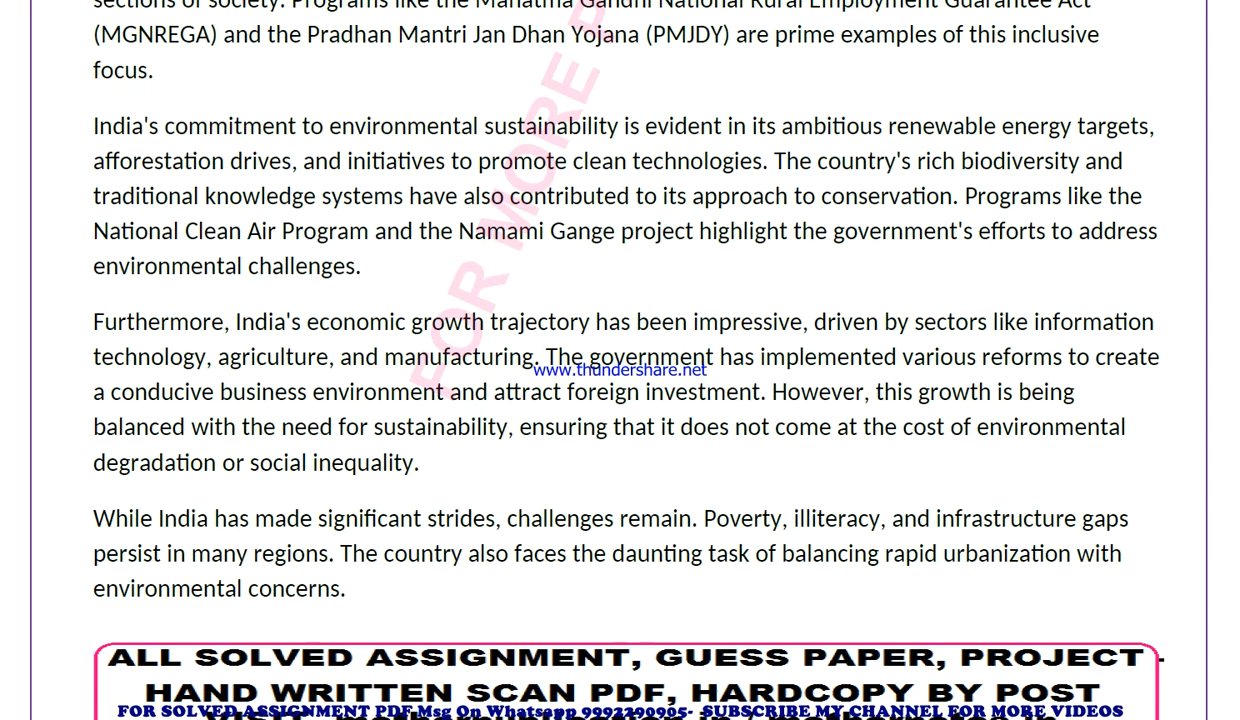 sections of society. Programs like the Mahatma Gandhi National Rural Employment Guarantee Act
(MGNREGA) and the Pradhan Mantri Jan Dhan Yojana (PMJDY) are prime examples of this inclusive
focus.
India's commitment to environmental sustainability is evident in its ambitious renewable energy targets,
afforestation drives, and initiatives to promote clean technologies. The country's rich biodiversity and
traditional knowledge systems have also contributed to its approach to conservation. Programs like the
National Clean Air Program and the Namami Gange project highlight the government's efforts to address
environmental challenges.
Furthermore, India's economic growth trajectory has been impressive, driven by sectors like information
technology, agriculture, and manufacturing. The government has implemented various reforms to create
www.thundershare.net
a conducive business environment and attract foreign investment. However, this growth is being
balanced with the need for sustainability, ensuring that it does not come at the cost of environmental
degradation or social inequality.
While India has made significant strides, challenges remain. Poverty, illiteracy, and infrastructure gaps
persist in many regions. The country also faces the daunting task of balancing rapid urbanization with
environmental concerns.
FOR MORE
ALL SOLVED ASSIGNMENT, GUESS PAPER, PROJECT -
HAND WRITTEN SCAN PDF, HARDCOPY BY POST
FOR SOLVED ASSIGNMENT PDF Msg On Whatsapp 9992290905- SUBSCRIBE MY CHANNEL FOR MORE VIDEOS